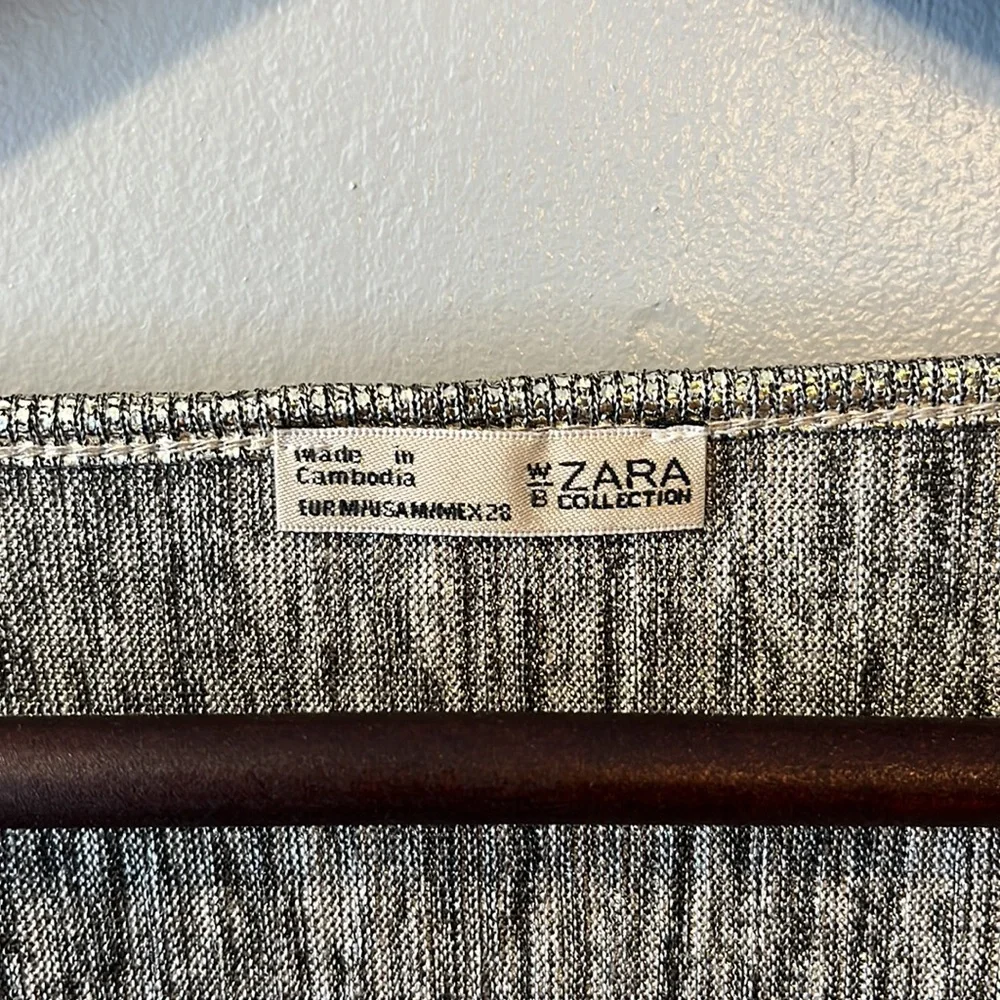 Made in
Cambodia
EUR M/USA M/MEX 28
W/B ZARA
COLLECTION